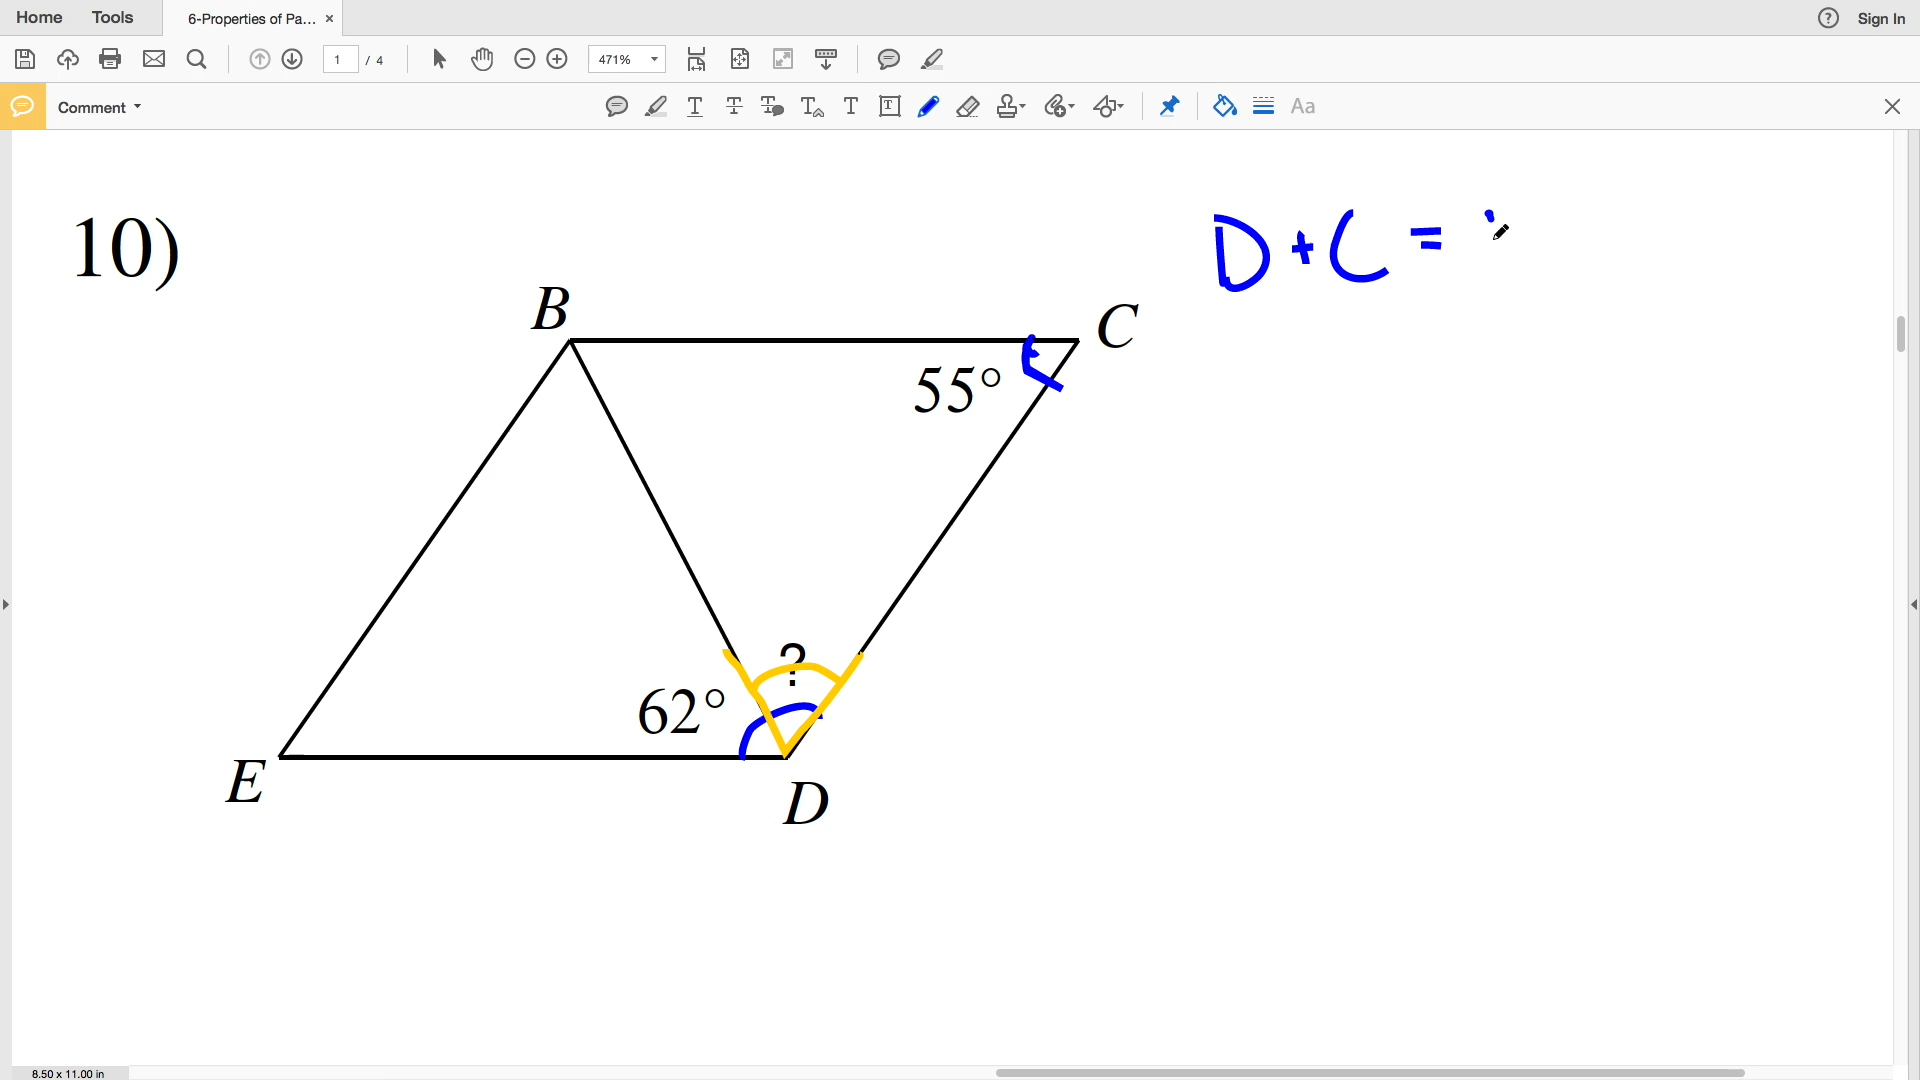 Home Tools 6-Properties of Pa... × ? Sign In
1 / 4 471%
Comment T T T T T T Aa
10)
D + C =
B
C
55°
?
62°
E
D
8.50 x 11.00 in